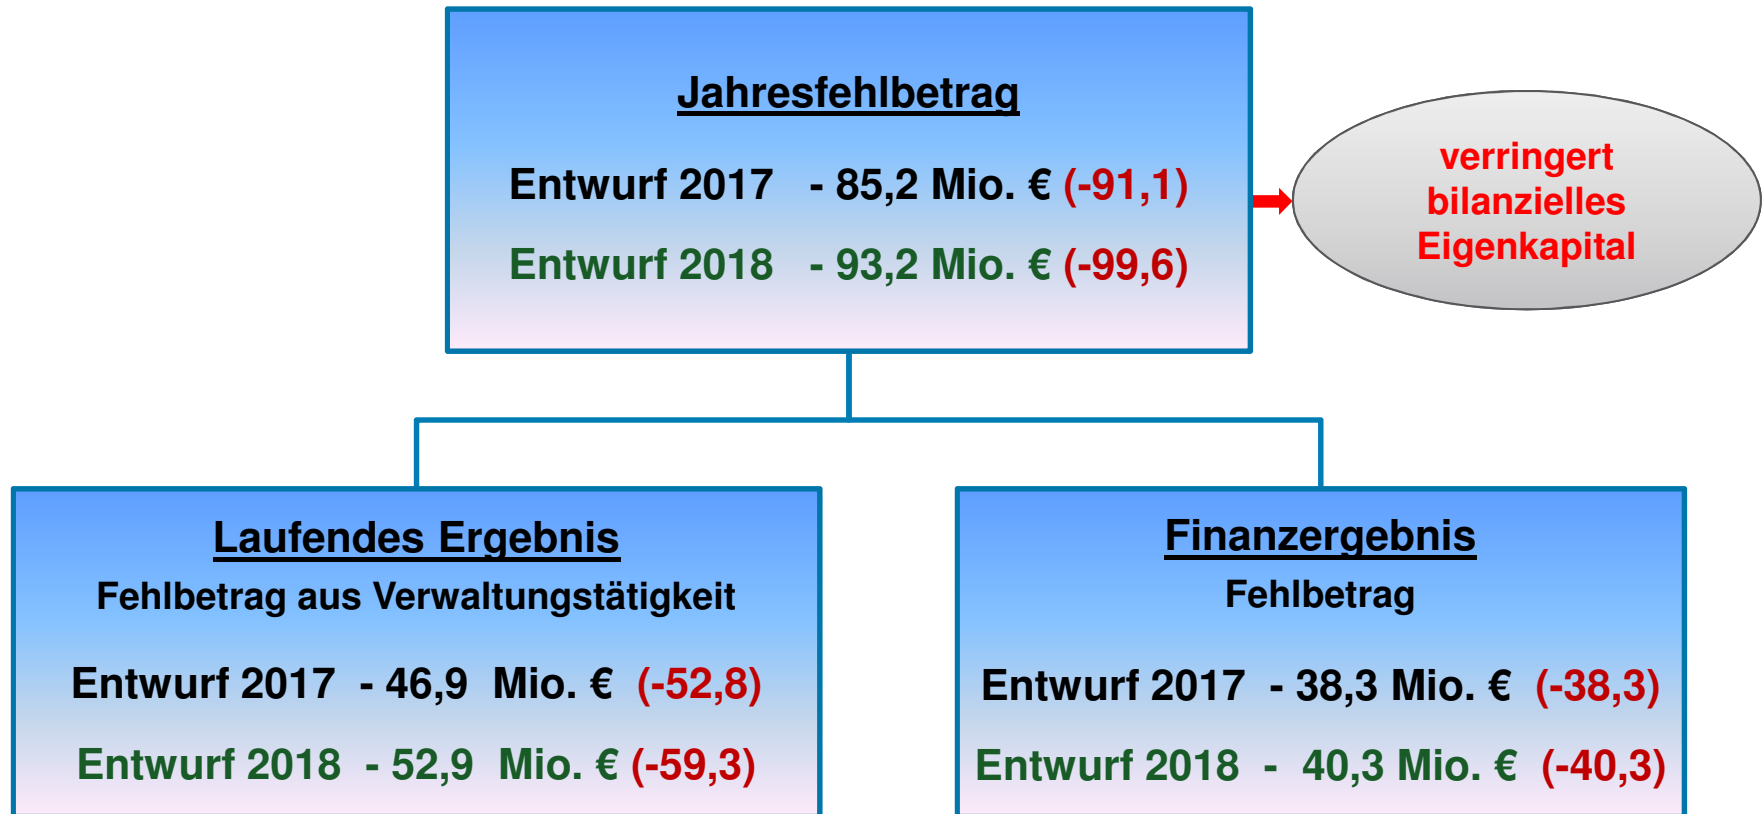 Jahresfehlbetrag
Entwurf 2017 - 85,2 Mio. € (-91,1)
Entwurf 2018 - 93,2 Mio. € (-99,6)
verringert
bilanzielles
Eigenkapital
Laufendes Ergebnis
Fehlbetrag aus Verwaltungstätigkeit
Entwurf 2017 - 46,9 Mio. € (-52,8)
Entwurf 2018 - 52,9 Mio. € (-59,3)
Finanzergebnis
Fehlbetrag
Entwurf 2017 - 38,3 Mio. € (-38,3)
Entwurf 2018 - 40,3 Mio. € (-40,3)